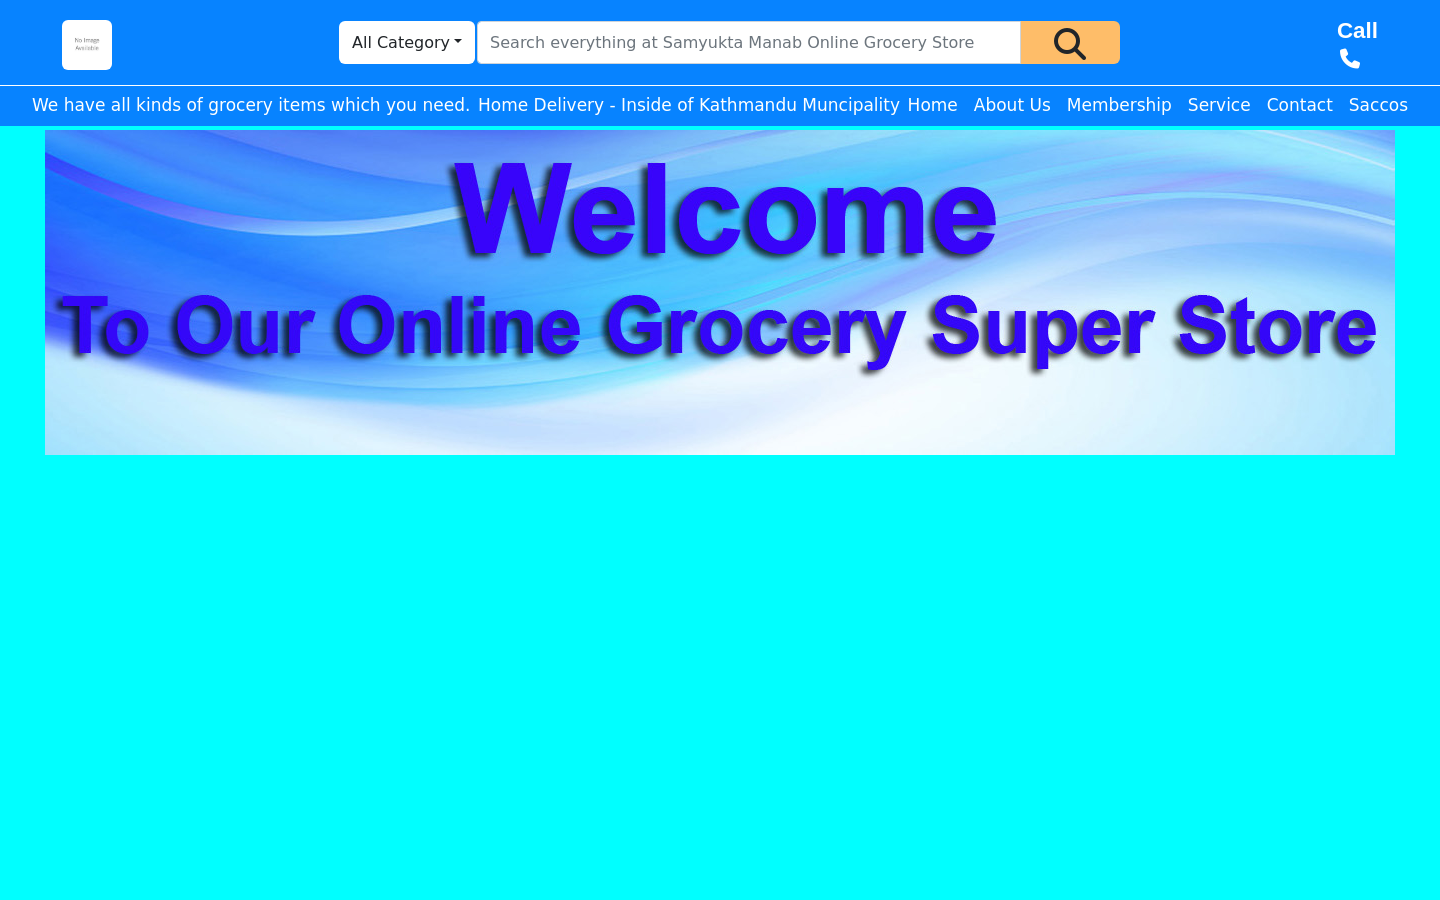 No Image
Available
All Category
Search everything at Samyukta Manab Online Grocery Store
Call
We have all kinds of grocery items which you need. Home Delivery - Inside of Kathmandu Muncipality Home About Us Membership Service Contact Saccos
Welcome
To Our Online Grocery Super Store